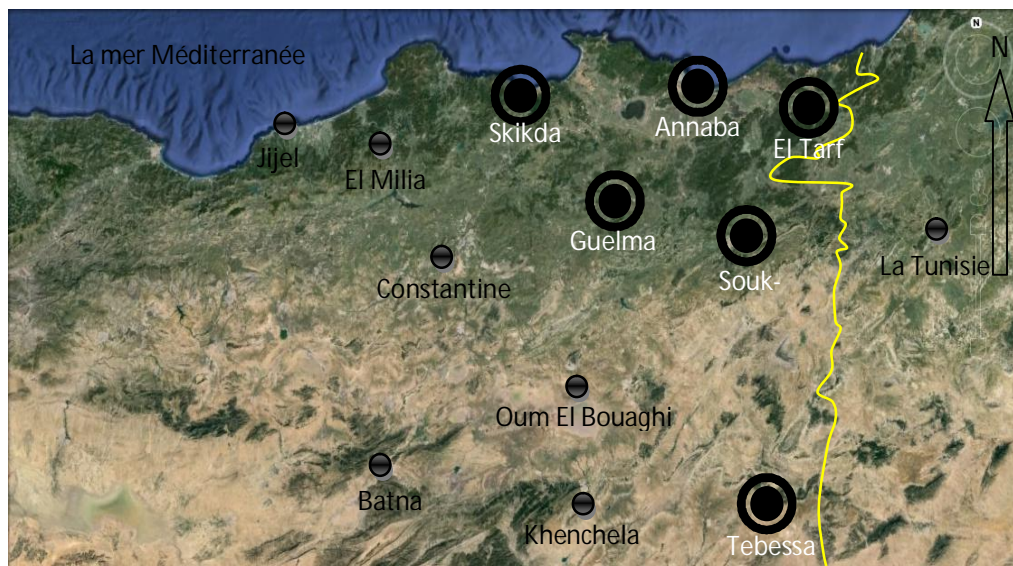 La mer Méditerranée
N
N
Skikda
Annaba
El Tarf
Jijel
El Milia
Guelma
Constantine
Souk-
La Tunisie
Oum El Bouaghi
Batna
Khenchela
Tebessa